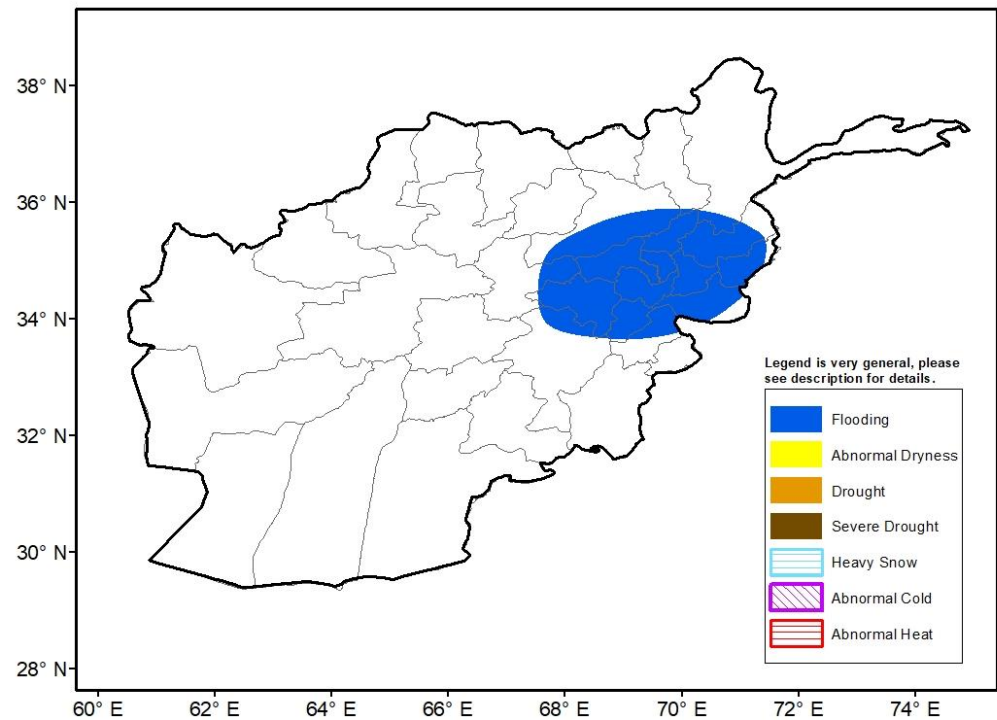 38° N
36° N
34° N
32° N
30° N
28° N
Legend is very general, please
see description for details.
Flooding
Abnormal Dryness
Drought
Severe Drought
Heavy Snow
Abnormal Cold
Abnormal Heat
60° E 62° E 64° E 66° E 68° E 70° E 72° E 74° E